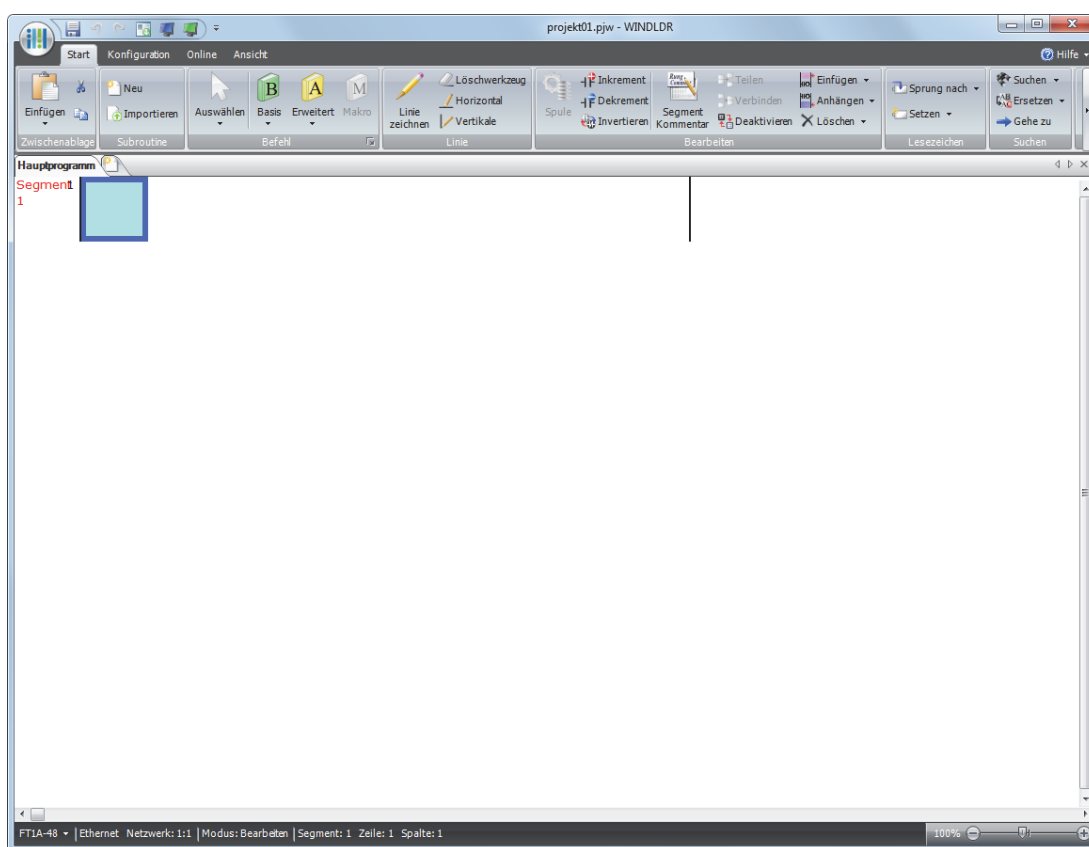 projekt01.pjw - WINDLDR
Start Konfiguration Online Ansicht Hilfe
Einfügen
Zwischenablage
Neu
Importieren
Subroutine
Auswählen
B
Basis
A
Erweitert
M
Makro
Befehl
Linie
zeichnen
Löschwerkzeug
Horizontal
Vertikale
Linie
Spule
Inkrement
Dekrement
Invertieren
Segment
Kommentar
Teilen
Verbinden
Deaktivieren
Einfügen
Anhängen
Löschen
Bearbeiten
Sprung nach
Setzen
Lesezeichen
Suchen
Ersetzen
Gehe zu
Suchen
Hauptprogramm
Segment 1
1
FT1A-48 | Ethernet Netzwerk: 1:1 | Modus: Bearbeiten | Segment: 1 Zeile: 1 Spalte: 1 100%